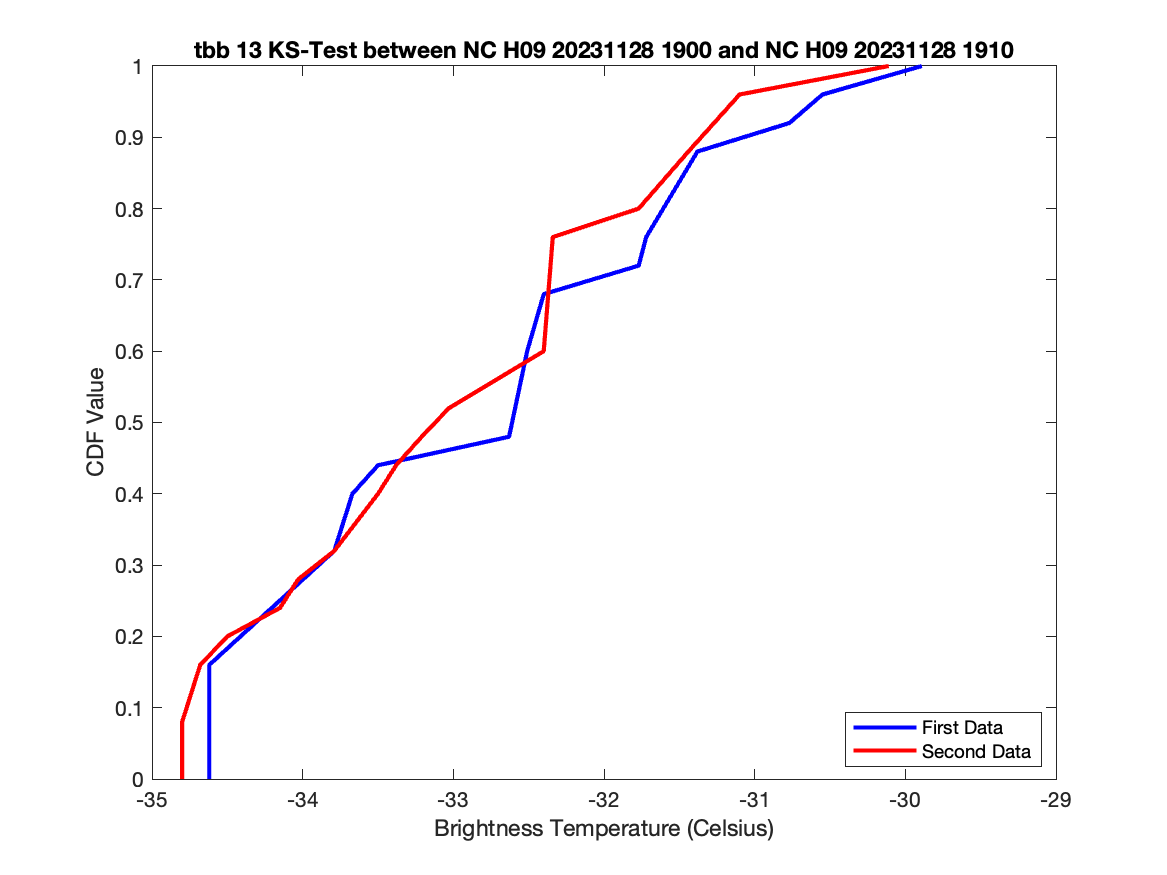 tbb 13 KS-Test between NC H09 20231128 1900 and NC H09 20231128 1910
1
0.9
0.8
0.7
0.6
0.5
0.4
0.3
0.2
0.1
0
CDF Value
First Data
Second Data
-35 -34 -33 -32 -31 -30 -29
Brightness Temperature (Celsius)